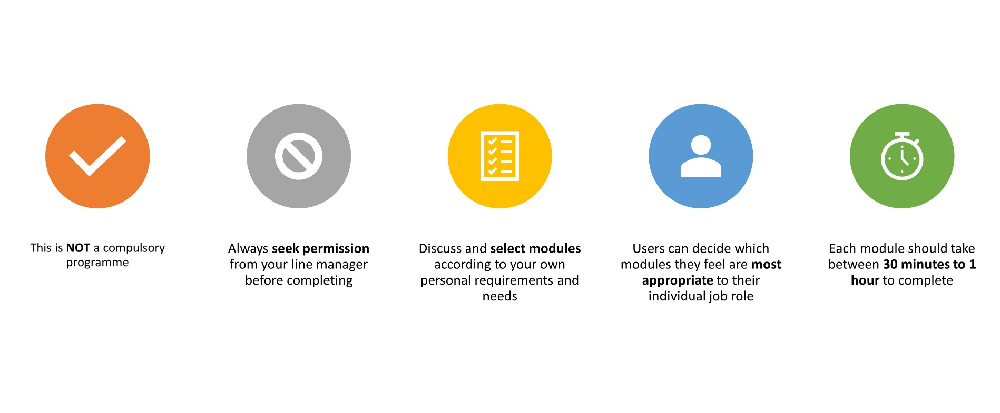 This is NOT a compulsory
programme
Always seek permission
from your line manager
before completing
Discuss and select modules
according to your own
personal requirements and
needs
Users can decide which
modules they feel are most
appropriate to their
individual job role
Each module should take
between 30 minutes to 1
hour to complete